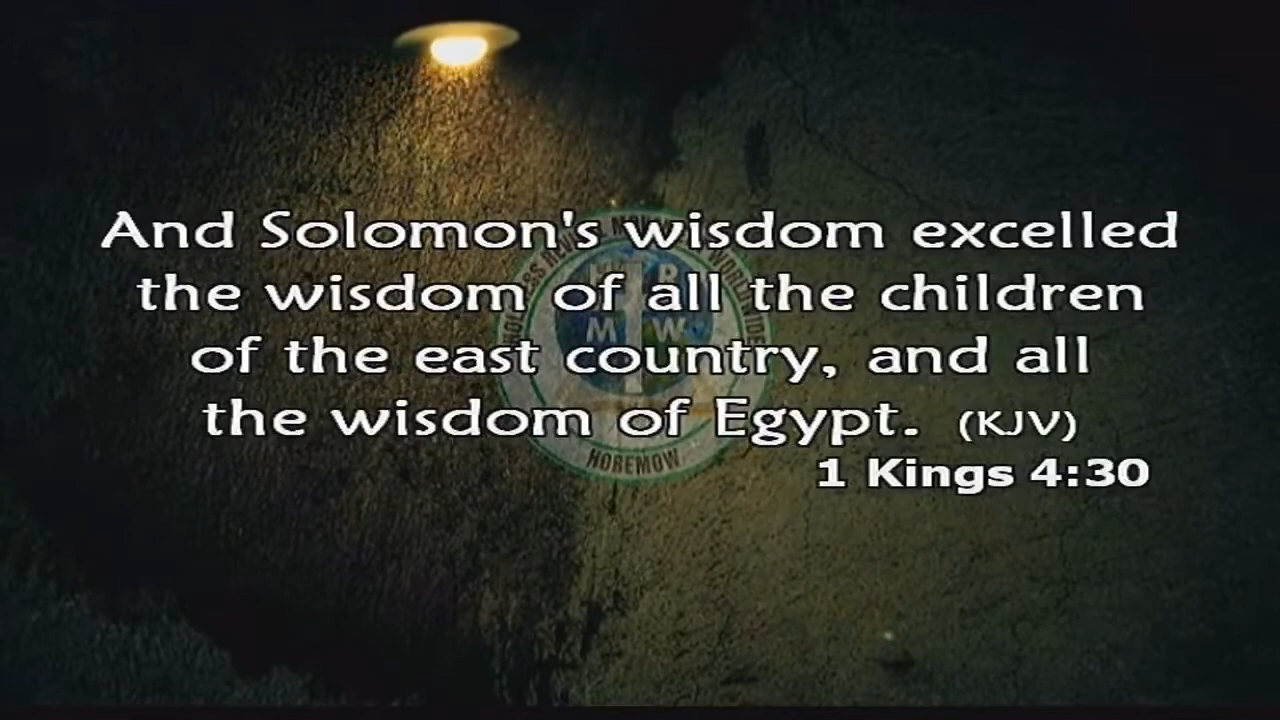 And Solomon's wisdom excelled
the wisdom of all the children
of the east country, and all
the wisdom of Egypt. (KJV)
1 Kings 4:30
H R
M W
HOREMOW